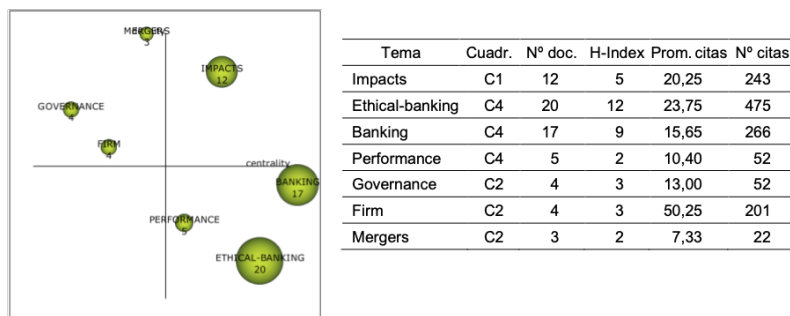 MERGERS
3
IMPACTS
12
GOVERNANCE
4
FIRM
4
centrality
BANKING
17
PERFORMANCE
5
ETHICAL-BANKING
20
Tema Cuadr. Nº doc. H-Index Prom. citas Nº citas
Impacts C1 12 5 20,25 243
Ethical-banking C4 20 12 23,75 475
Banking C4 17 9 15,65 266
Performance C4 5 2 10,40 52
Governance C2 4 3 13,00 52
Firm C2 4 3 50,25 201
Mergers C2 3 2 7,33 22